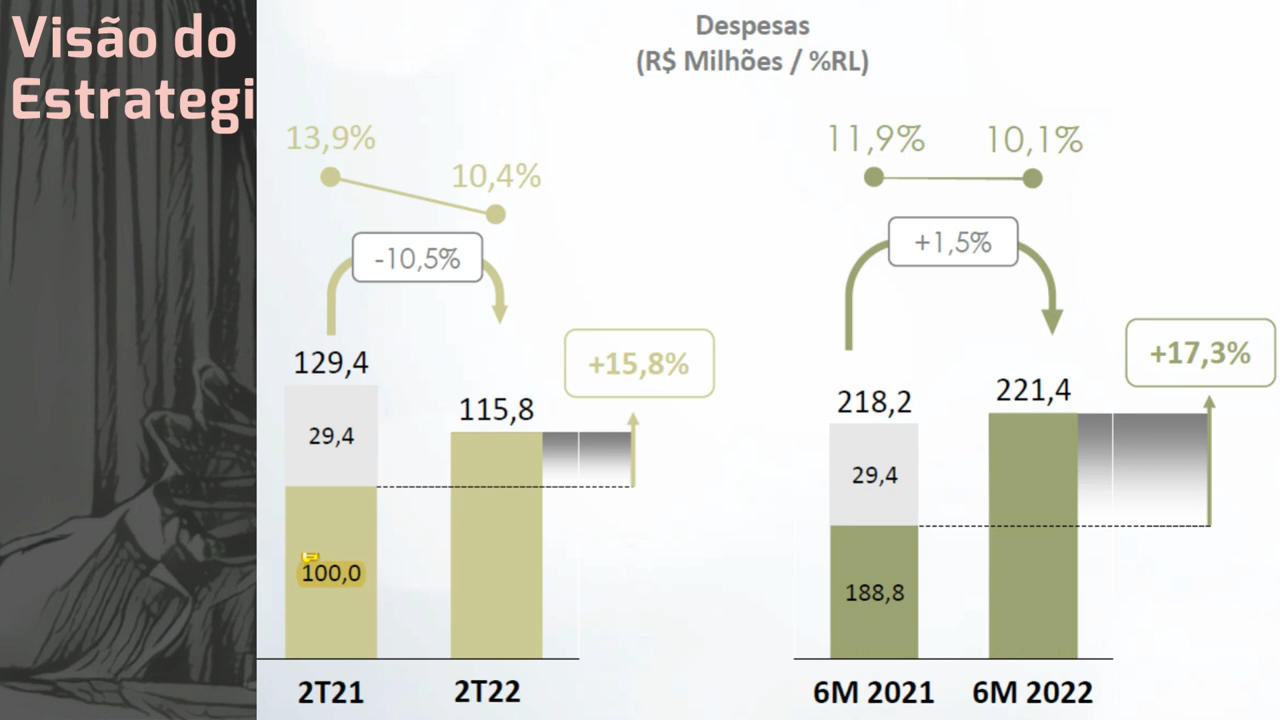 Visão do
Estrategi
Despesas
(R$ Milhões / %RL)
13,9%
10,4%
-10,5%
129,4
29,4
100,0
115,8
+15,8%
2T21
2T22
11,9%
10,1%
+1,5%
218,2
29,4
188,8
221,4
+17,3%
6M 2021
6M 2022